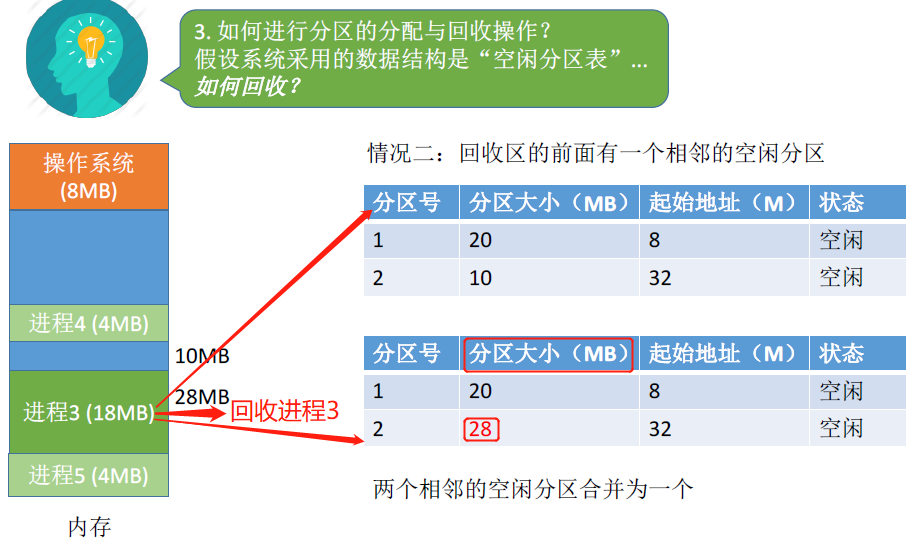 3. 如何进行分区的分配与回收操作？
假设系统采用的数据结构是“空闲分区表”...
如何回收？
操作系统
(8MB)
进程4 (4MB)
10MB
进程3 (18MB)
28MB
回收进程3
进程5 (4MB)
内存
情况二：回收区的前面有一个相邻的空闲分区
分区号 分区大小（MB） 起始地址（M） 状态
1 20 8 空闲
2 10 32 空闲
分区号 分区大小（MB） 起始地址（M） 状态
1 20 8 空闲
2 28 32 空闲
两个相邻的空闲分区合并为一个